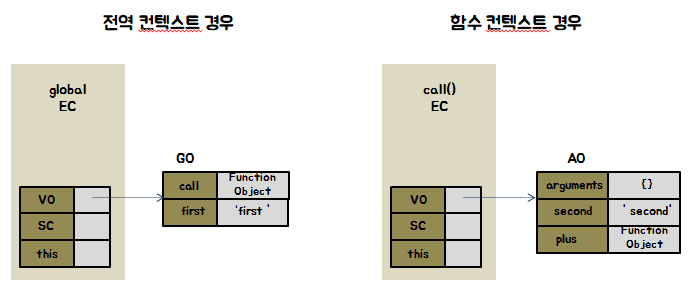 전역 컨텍스트 경우
global
EC
GO
VO
SC
this
call
Function
Object
first
'first '
함수 컨텍스트 경우
call()
EC
AO
VO
SC
this
arguments
{}
second
' second'
plus
Function
Object